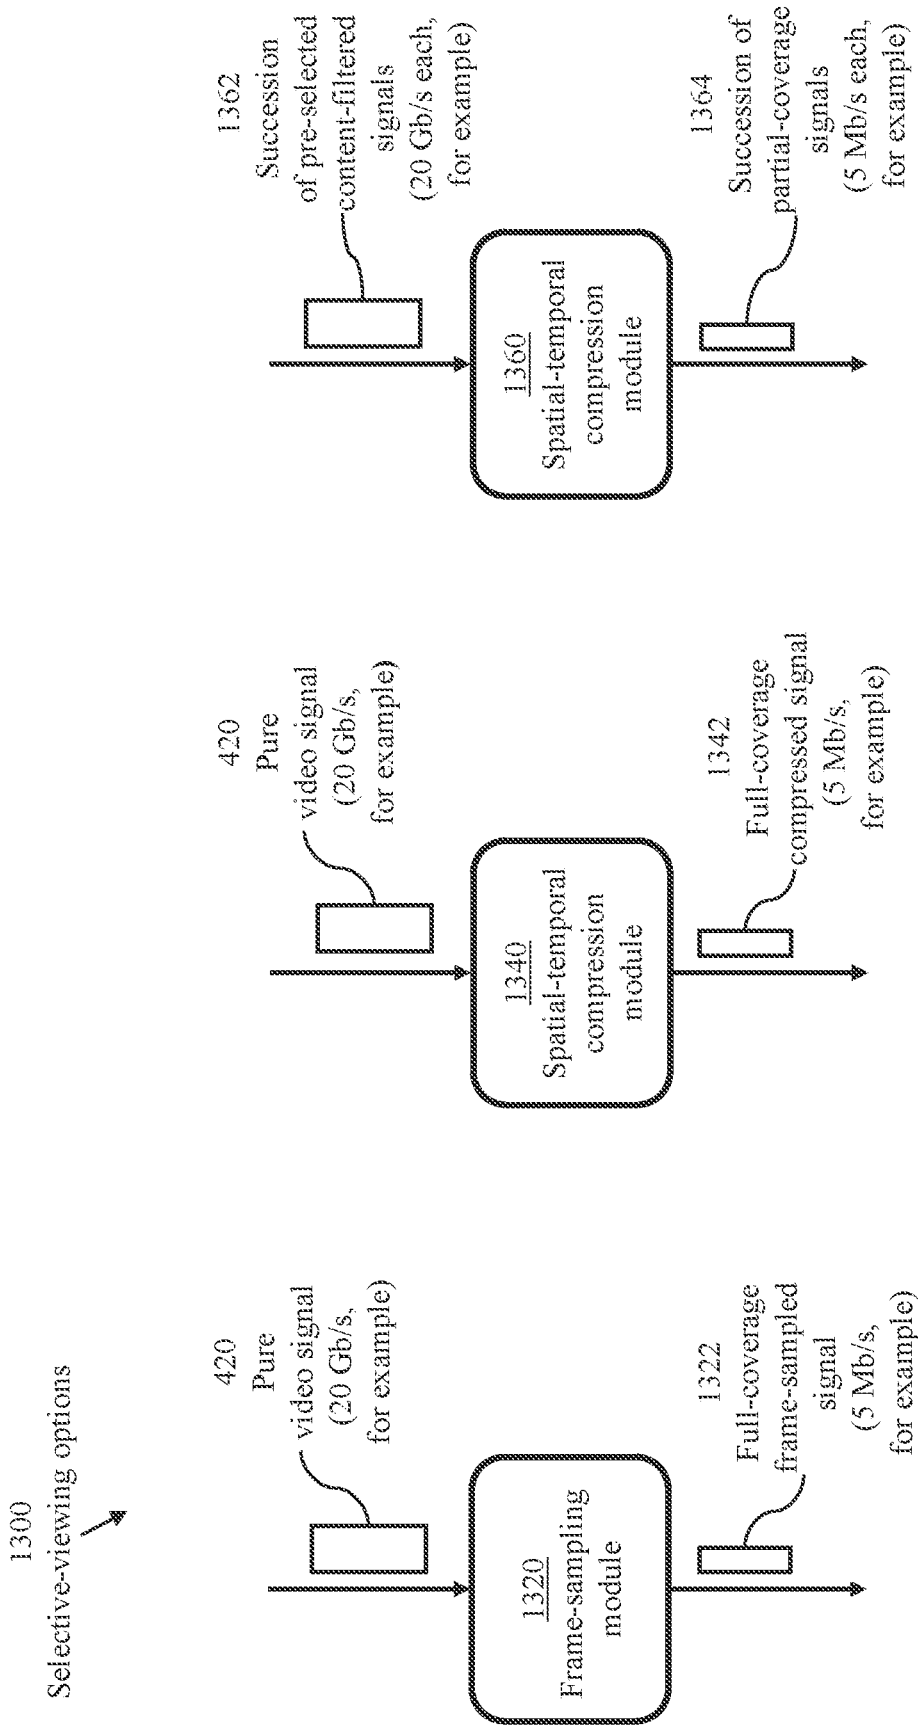 1300
Selective-viewing options
420
Pure
video signal
(20 Gb/s,
for example)
1320
Frame-sampling
module
1322
Full-coverage
frame-sampled
signal
(5 Mb/s,
for example)
420
Pure
video signal
(20 Gb/s,
for example)
1340
Spatial-temporal
compression
module
1342
Full-coverage
compressed signal
(5 Mb/s,
for example)
1362
Succession
of pre-selected
content-filtered
signals
(20 Gb/s each,
for example)
1360
Spatial-temporal
compression
module
1364
Succession of
partial-coverage
signals
(5 Mb/s each,
for example)